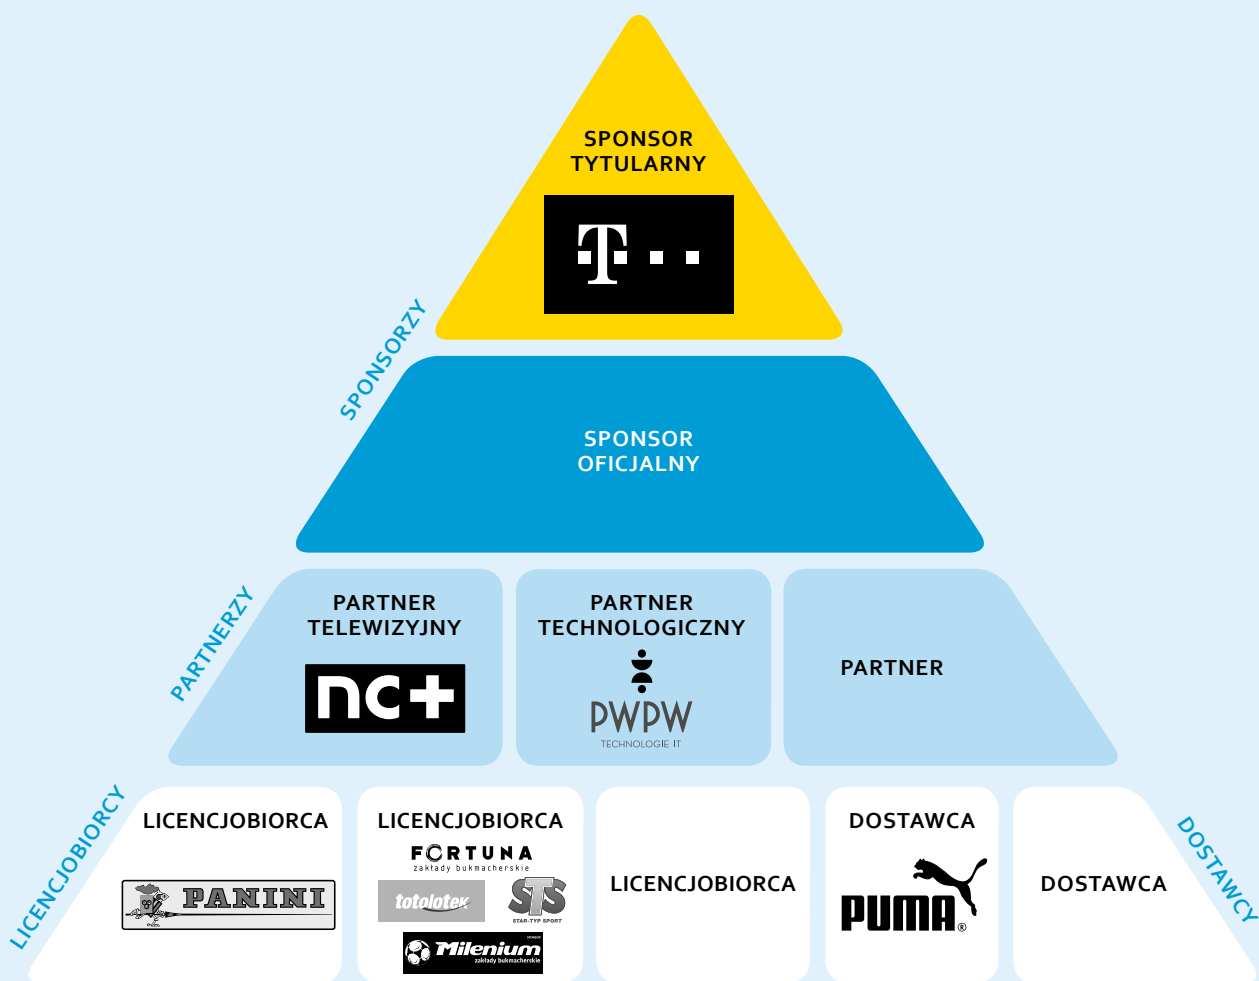 SPONSOR
TYTULARNY
T
SPONSORZY
SPONSOR
OFICJALNY
PARTNERZY
PARTNER
TELEWIZYJNY
nc+
PARTNER
TECHNOLOGICZNY
PWPW
TECHNOLOGIE IT
PARTNER
LICENCJOBIORCY
LICENCJOBIORCA
PANINI
LICENCJOBIORCA
FORTUNA
zakłady bukmacherskie
totolotek
STS
STAR-TYP SPORT
SPONSOR
Milenium
zakłady bukmacherskie
LICENCJOBIORCA
DOSTAWCA
PUMA®
DOSTAWCA
DOSTAWCY